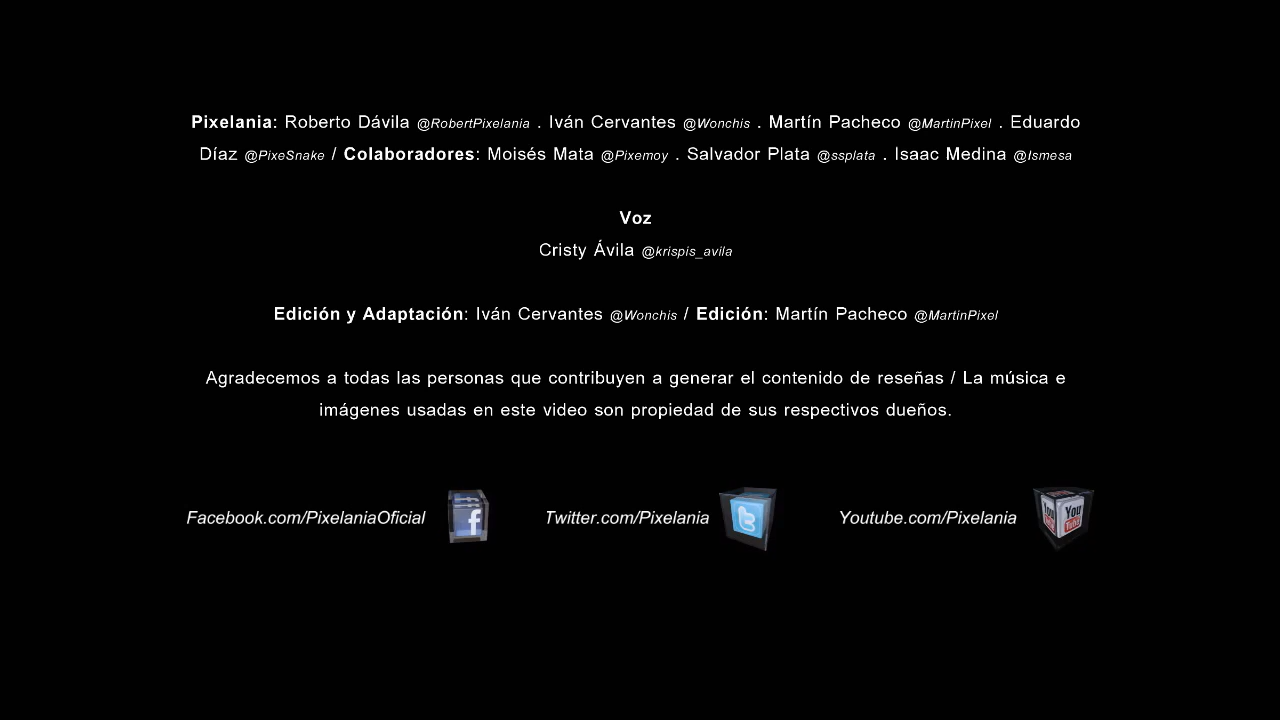 Pixelania: Roberto Dávila @RobertPixelania . Iván Cervantes @Wonchis . Martín Pacheco @MartinPixel . Eduardo
Díaz @PixeSnake / Colaboradores: Moisés Mata @Pixemoy . Salvador Plata @ssplata . Isaac Medina @Ismesa
Voz
Cristy Ávila @krispis_avila
Edición y Adaptación: Iván Cervantes @Wonchis / Edición: Martín Pacheco @MartinPixel
Agradecemos a todas las personas que contribuyen a generar el contenido de reseñas / La música e
imágenes usadas en este video son propiedad de sus respectivos dueños.
Facebook.com/PixelaniaOficial f Twitter.com/Pixelania t Youtube.com/Pixelania You Tube